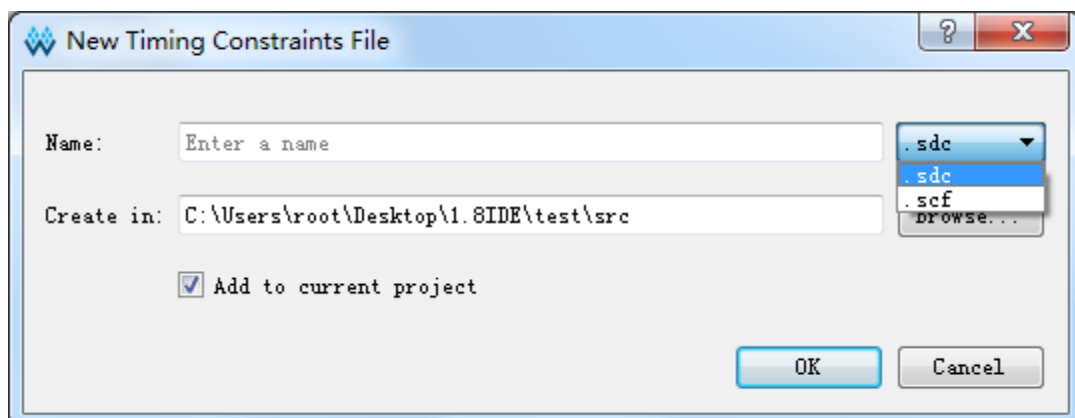 New Timing Constraints File
Name: Enter a name .sdc
.sdc
.scf
Create in: C:\Users\root\Desktop\1.8IDE\test\src Browse...
Add to current project
OK Cancel